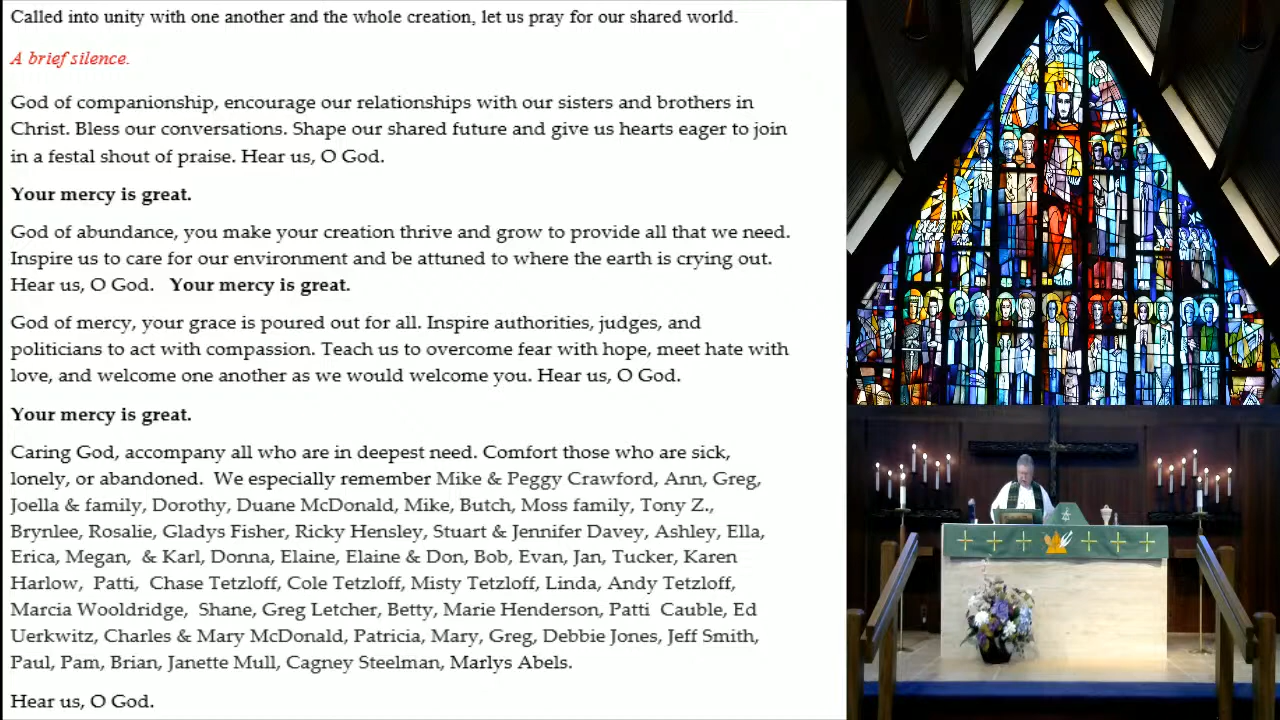 Called into unity with one another and the whole creation, let us pray for our shared world.
A brief silence.
God of companionship, encourage our relationships with our sisters and brothers in
Christ. Bless our conversations. Shape our shared future and give us hearts eager to join
in a festal shout of praise. Hear us, O God.
Your mercy is great.
God of abundance, you make your creation thrive and grow to provide all that we need.
Inspire us to care for our environment and be attuned to where the earth is crying out.
Hear us, O God.   Your mercy is great.
God of mercy, your grace is poured out for all. Inspire authorities, judges, and
politicians to act with compassion. Teach us to overcome fear with hope, meet hate with
love, and welcome one another as we would welcome you. Hear us, O God.
Your mercy is great.
Caring God, accompany all who are in deepest need. Comfort those who are sick,
lonely, or abandoned.  We especially remember Mike & Peggy Crawford, Ann, Greg,
Joella & family, Dorothy, Duane McDonald, Mike, Butch, Moss family, Tony Z.,
Brynlee, Rosalie, Gladys Fisher, Ricky Hensley, Stuart & Jennifer Davey, Ashley, Ella,
Erica, Megan,  & Karl, Donna, Elaine, Elaine & Don, Bob, Evan, Jan, Tucker, Karen
Harlow,  Patti,  Chase Tetzloff, Cole Tetzloff, Misty Tetzloff, Linda, Andy Tetzloff,
Marcia Wooldridge,  Shane, Greg Letcher, Betty, Marie Henderson, Patti  Cauble, Ed
Uerkwitz, Charles & Mary McDonald, Patricia, Mary, Greg, Debbie Jones, Jeff Smith,
Paul, Pam, Brian, Janette Mull, Cagney Steelman, Marlys Abels.
Hear us, O God.